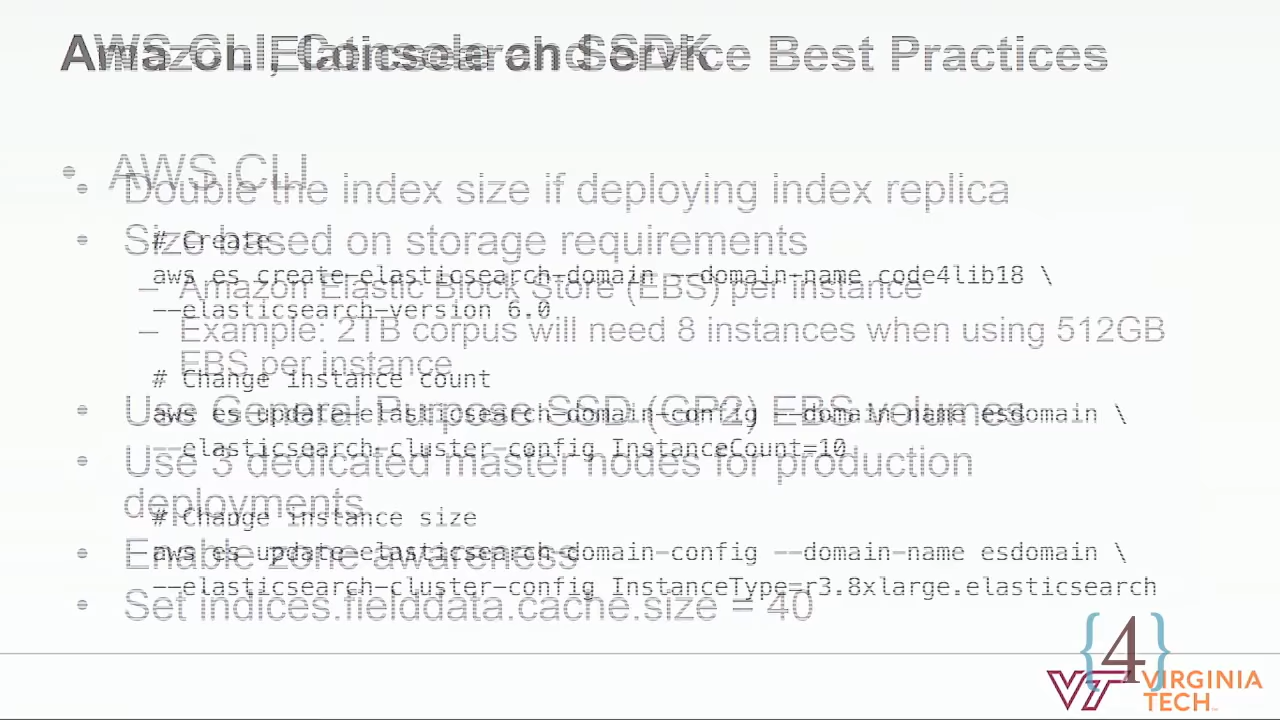 AWS CLI, Console and SDK
Amazon Elasticsearch Service Best Practices
• AWS CLI
# Create
aws es create-elasticsearch-domain --domain-name code4lib18 \
--elasticsearch-version 6.0
# Change instance count
aws es update-elasticsearch-domain-config --domain-name esdomain \
--elasticsearch-cluster-config InstanceCount=10
# Change instance size
aws es update-elasticsearch-domain-config --domain-name esdomain \
--elasticsearch-cluster-config InstanceType=r3.8xlarge.elasticsearch
• Double the index size if deploying index replica
• Size based on storage requirements
– Amazon Elastic Block Store (EBS) per instance
– Example: 2TB corpus will need 8 instances when using 512GB
EBS per instance
• Use General Purpose SSD (GP2) EBS volumes
• Use 3 dedicated master nodes for production
deployments
• Enable zone awareness
• Set indices.fielddata.cache.size = 40
{4}
VT VIRGINIA
TECH